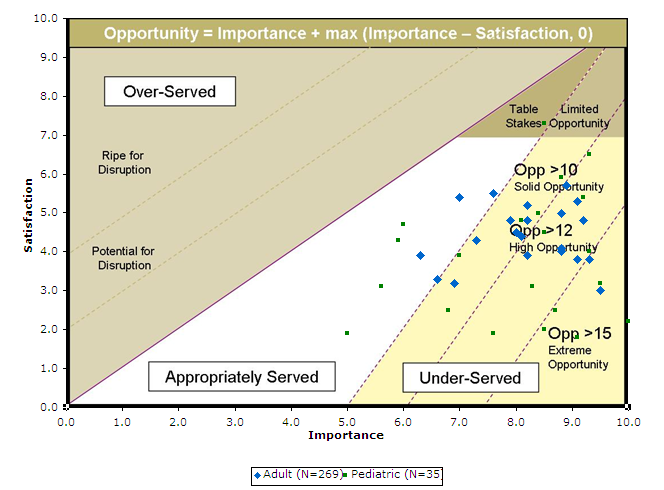 Opportunity = Importance + max (Importance – Satisfaction, 0)
10.0
9.0
8.0
7.0
6.0
5.0
4.0
3.0
2.0
1.0
0.0
Satisfaction
Over-Served
Table
Stakes
Limited
Opportunity
Ripe for
Disruption
Opp >10
Solid Opportunity
Opp >12
High Opportunity
Potential for
Disruption
Opp >15
Extreme
Opportunity
Appropriately Served
Under-Served
0.0 1.0 2.0 3.0 4.0 5.0 6.0 7.0 8.0 9.0 10.0
Importance
Adult (N=269) Pediatric (N=35)